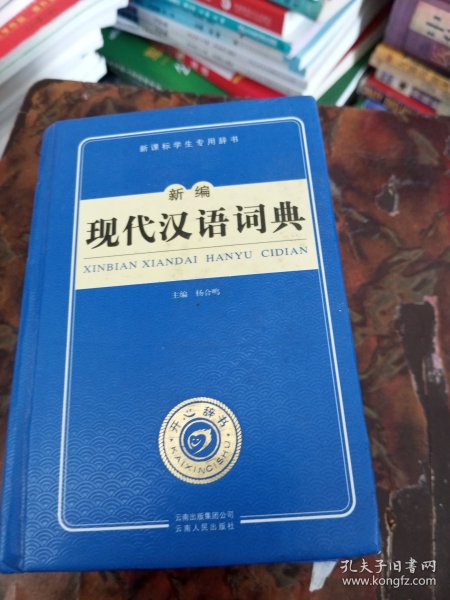 新课标学生专用辞书
新编
现代汉语词典
XINBIAN XIANDAI HANYU CIDIAN
主编 杨合鸣
开心辞书
KAIXINCISHU
云南出版集团公司
云南人民出版社
孔夫子旧书网
www.kongfz.com